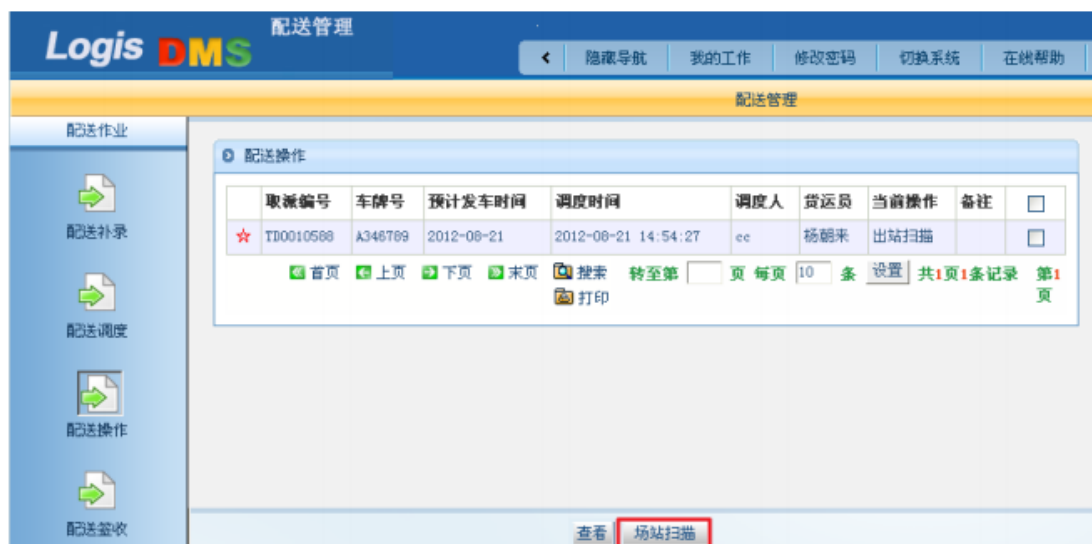 配送管理
Logis DMS
隐藏导航 我的工作 修改密码 切换系统 在线帮助
配送管理
配送作业
配送操作
取派编号 车牌号 预计发车时间 调度时间 调度人 货运员 当前操作 备注
TD0010588 A346789 2012-08-21 2012-08-21 14:54:27 cc 杨朝来 出站扫描
配送补录
首页 上页 下页 末页 搜索 转至第 页 每页 10 条 设置 共1页1条记录 第1
打印 页
配送调度
配送操作
配送签收
查看 场站扫描